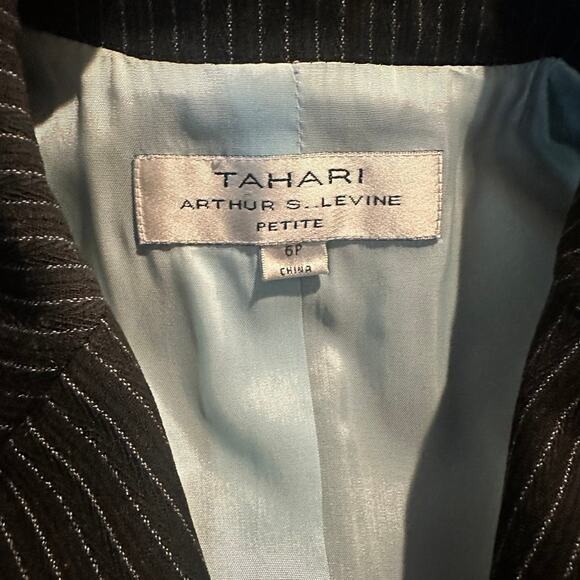 TAHARI
ARTHUR S. LEVINE
PETITE
6P
CHINA